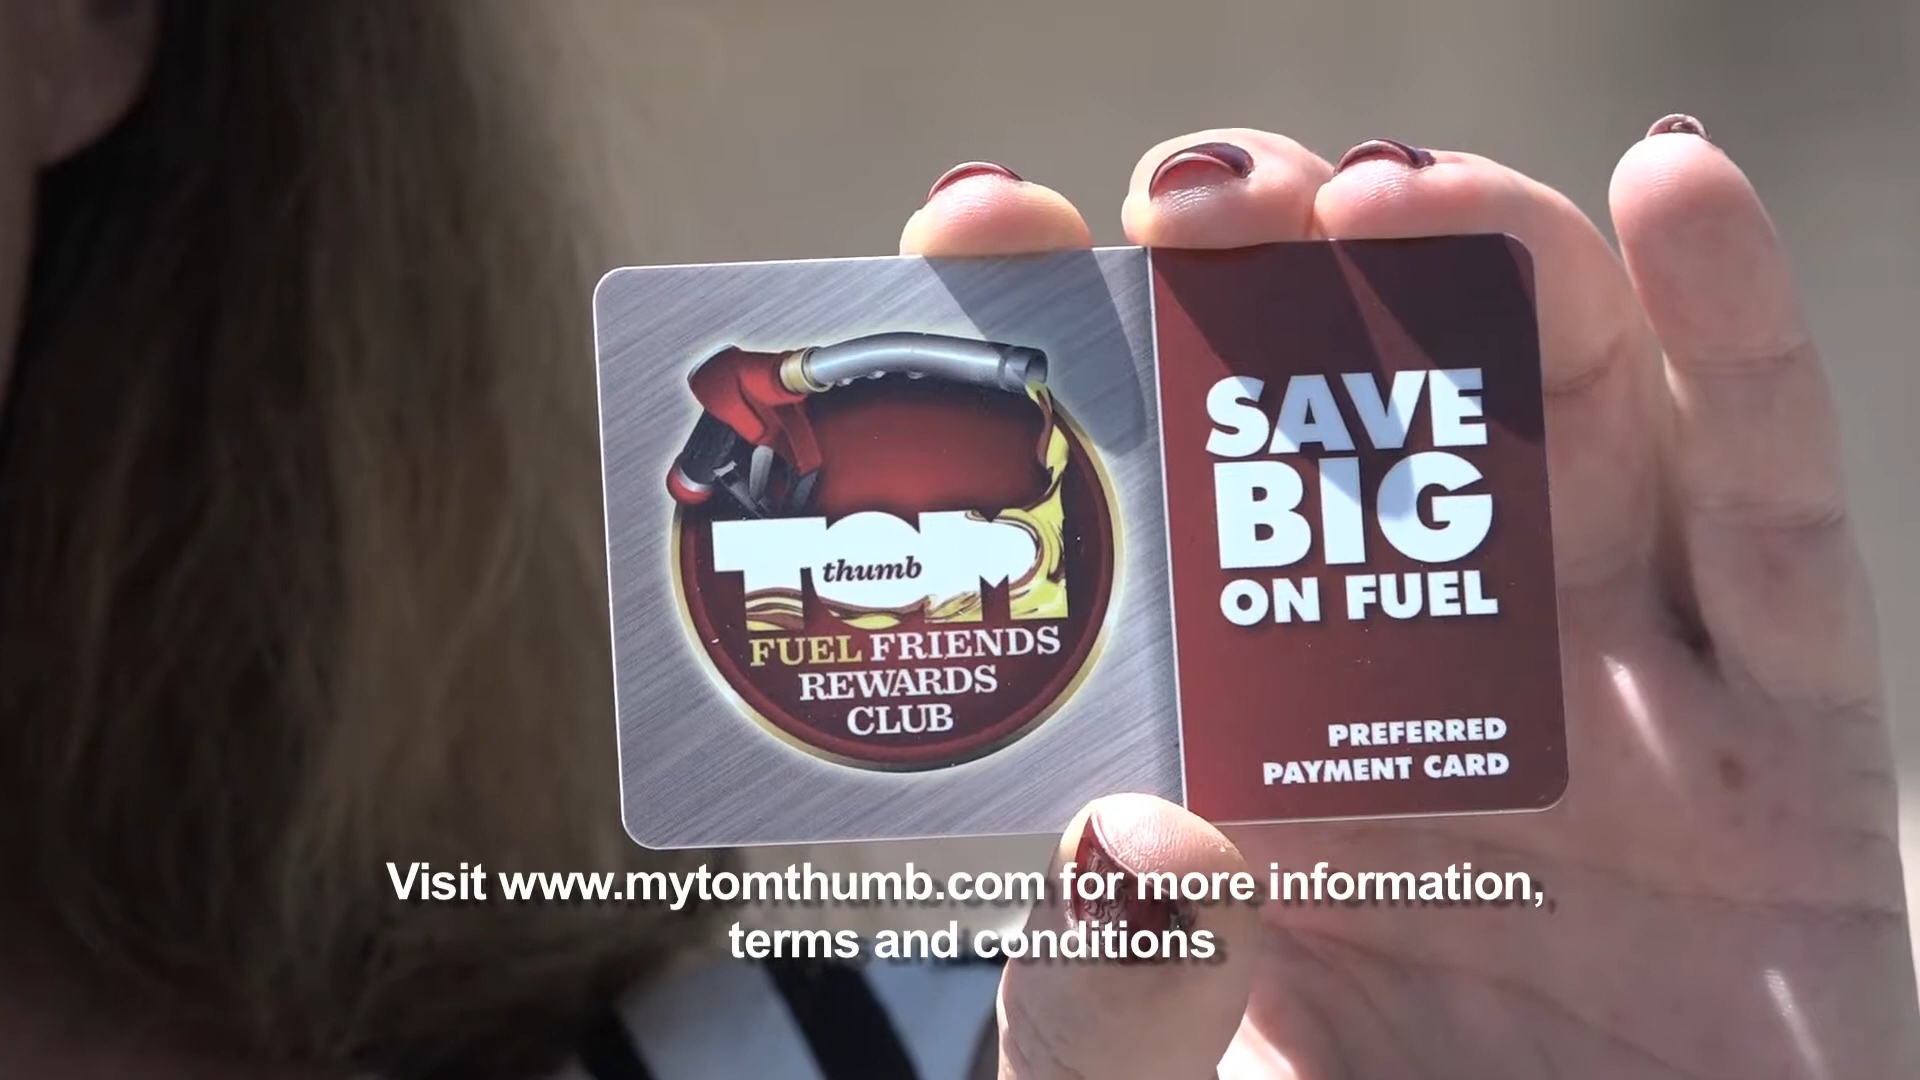 TOM
thumb
FUEL FRIENDS
REWARDS
CLUB
SAVE
BIG
ON FUEL
PREFERRED
PAYMENT CARD
Visit www.mytomthumb.com for more information,
terms and conditions